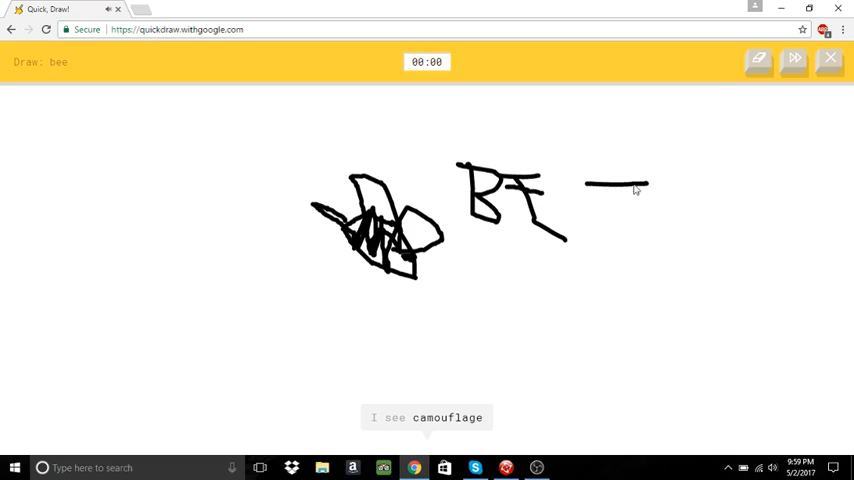 Quick, Draw!
Secure
https://quickdraw.withgoogle.com
Draw: bee
00:00
I see camouflage
Type here to search
9:59 PM
5/2/2017